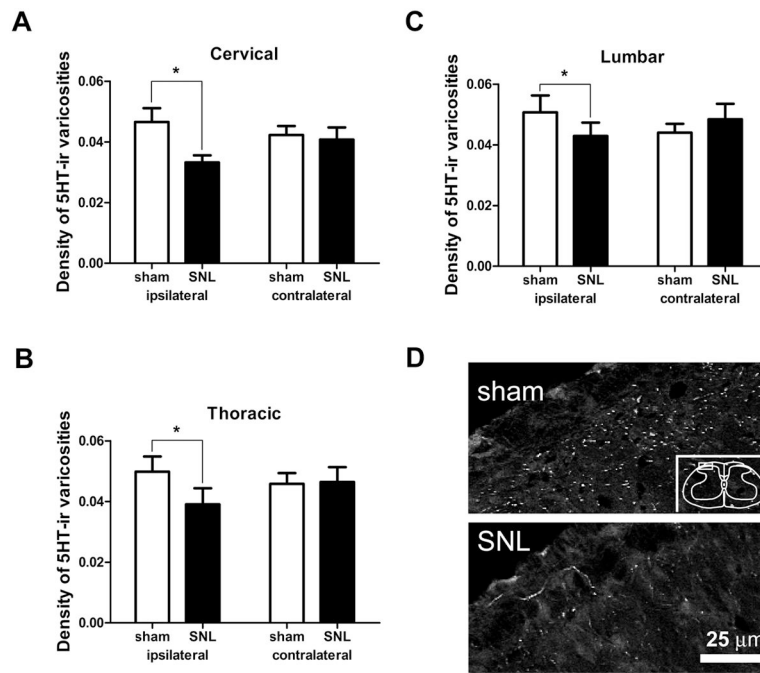 A
Cervical
Density of 5HT-ir varicosities
0.06
0.04
0.02
0.00
*
sham SNL sham SNL
ipsilateral contralateral
B
Thoracic
Density of 5HT-ir varicosities
0.06
0.04
0.02
0.00
*
sham SNL sham SNL
ipsilateral contralateral
C
Lumbar
Density of 5HT-ir varicosities
0.06
0.04
0.02
0.00
*
sham SNL sham SNL
ipsilateral contralateral
D
sham
SNL
25 μm